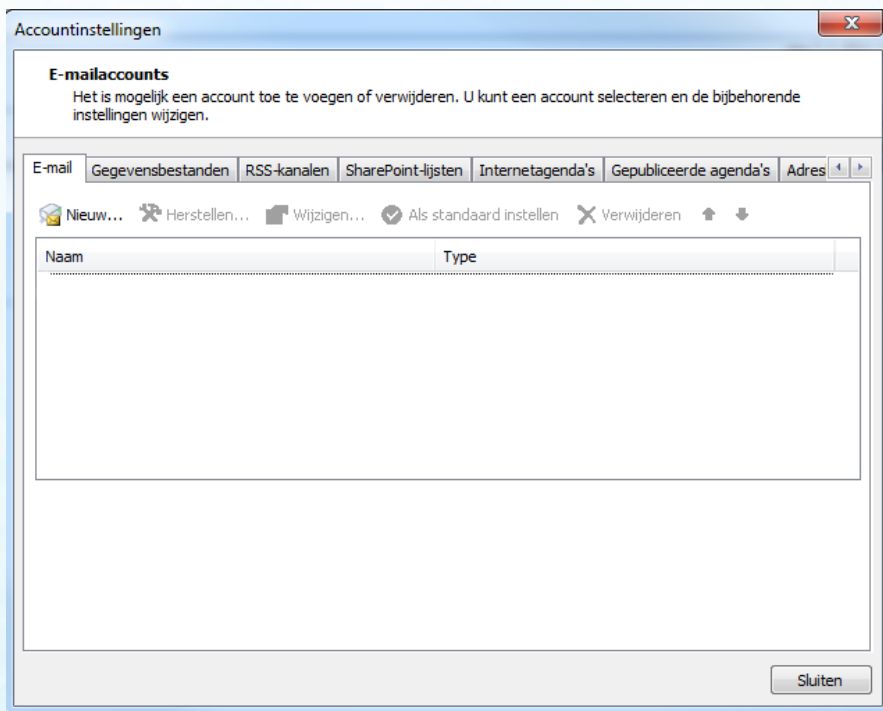 Accountinstellingen
E-mailaccounts
Het is mogelijk een account toe te voegen of verwijderen. U kunt een account selecteren en de bijbehorende
instellingen wijzigen.
E-mail Gegevensbestanden RSS-kanalen SharePoint-lijsten Internetagenda's Gepubliceerde agenda's Adres
Nieuw... Herstellen... Wijzigen... Als standaard instellen Verwijderen
Naam Type
Sluiten